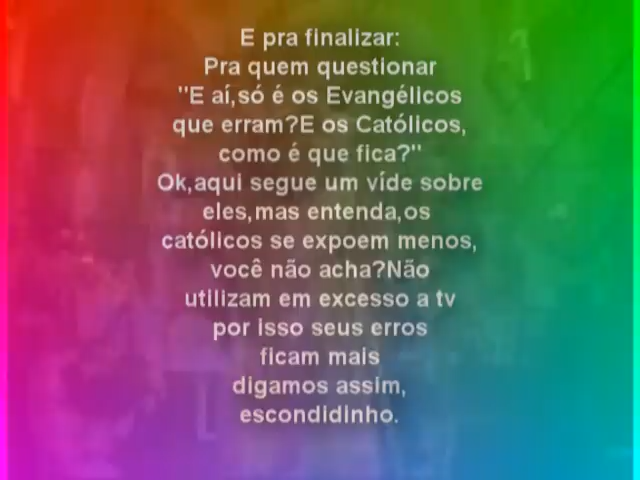 E pra finalizar:
Pra quem questionar
"E aí,só é os Evangélicos
que erram?E os Católicos,
como é que fica?"
Ok,aqui segue um víde sobre
eles,mas entenda,os
católicos se expoem menos,
você não acha?Não
utilizam em excesso a tv
por isso seus erros
ficam mais
digamos assim,
escondidinho.